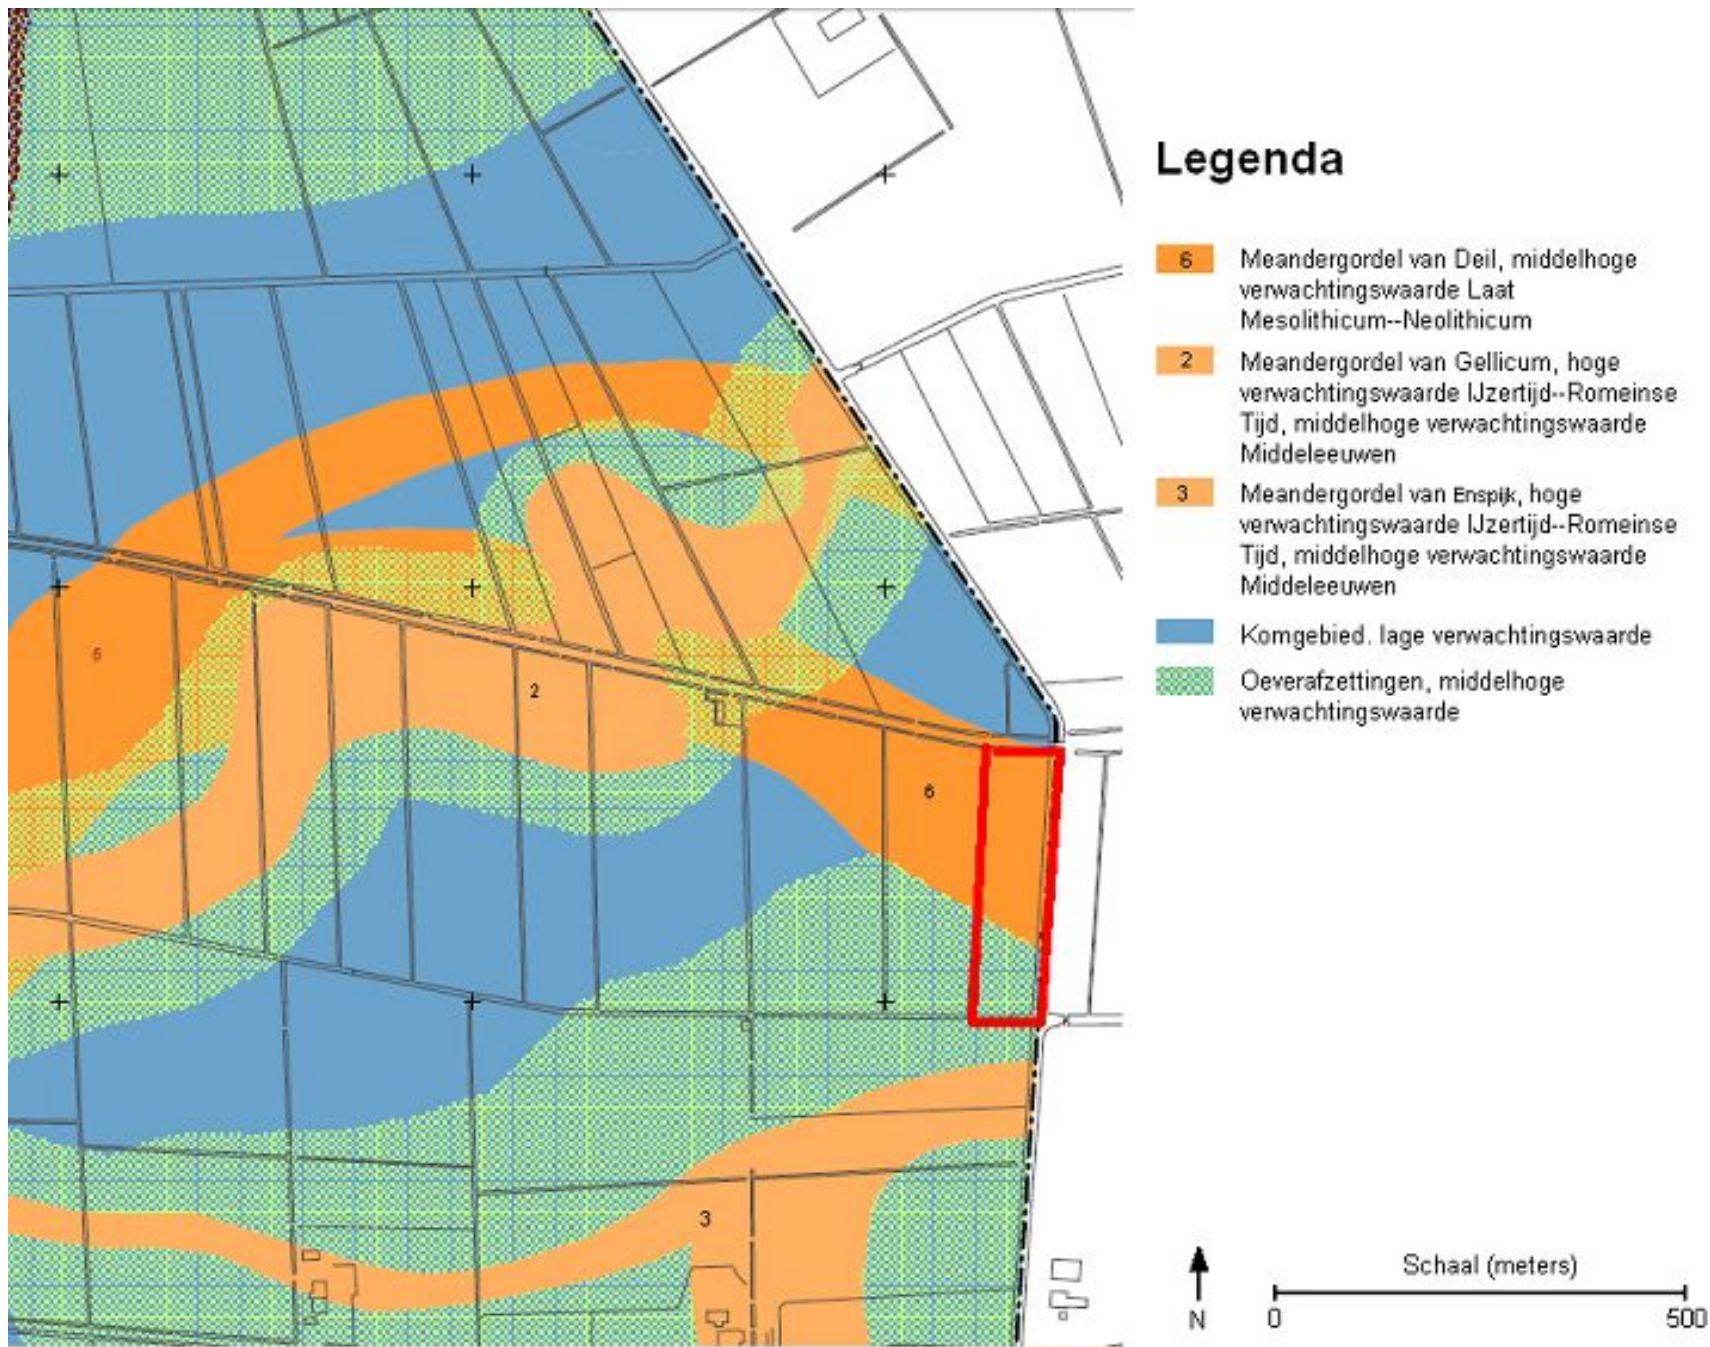 Legenda
6
Meandergordel van Deil, middelhoge
verwachtingswaarde Laat
Mesolithicum--Neolithicum
2
Meandergordel van Gellicum, hoge
verwachtingswaarde IJzertijd--Romeinse
Tijd, middelhoge verwachtingswaarde
Middeleeuwen
3
Meandergordel van Enspijk, hoge
verwachtingswaarde IJzertijd--Romeinse
Tijd, middelhoge verwachtingswaarde
Middeleeuwen
Komgebied. lage verwachtingswaarde
Oeverafzettingen, middelhoge
verwachtingswaarde
2
6
3
Schaal (meters)
N
0
500